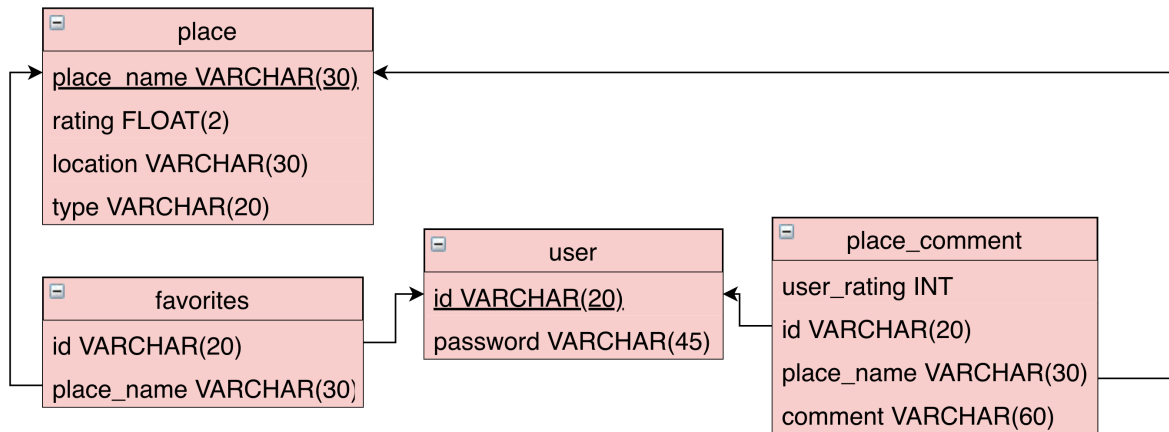 place
place_name VARCHAR(30)
rating FLOAT(2)
location VARCHAR(30)
type VARCHAR(20)
favorites
id VARCHAR(20)
place_name VARCHAR(30)
user
id VARCHAR(20)
password VARCHAR(45)
place_comment
user_rating INT
id VARCHAR(20)
place_name VARCHAR(30)
comment VARCHAR(60)